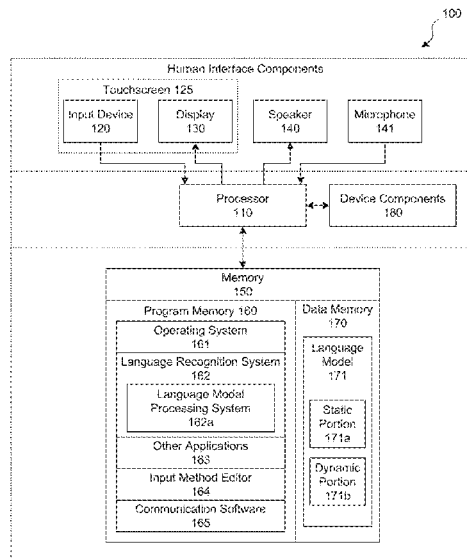 100
Human Interface Components
Touchscreen 125
Input Device
120
Display
130
Speaker
140
Microphone
141
Processor
110
Device Components
180
Memory
150
Program Memory 160
Operating System
161
Language Recognition System
162
Language Model
Processing System
162a
Other Applications
163
Input Method Editor
164
Communication Software
165
Data Memory
170
Language
Model
171
Static
Portion
171a
Dynamic
Portion
171b